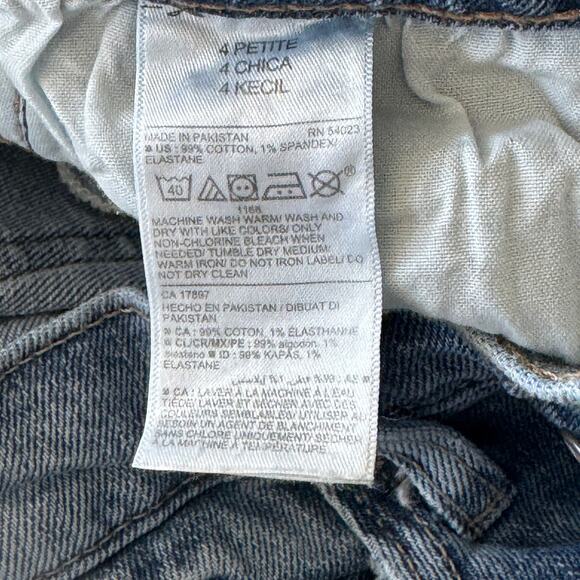 4 PETITE
4 CHICA
4 KECIL
MADE IN PAKISTAN RN 54023
US : 99% COTTON, 1% SPANDEX/
ELASTANE
40
®
1166
MACHINE WASH WARM/ WASH AND
DRY WITH LIKE COLORS/ ONLY
NON-CHLORINE BLEACH WHEN
NEEDED/ TUMBLE DRY MEDIUM/
WARM IRON/ DO NOT IRON LABEL/ DO
NOT DRY CLEAN
CA 17897
HECHO EN PAKISTAN / DIBUAT DI
PAKISTAN
CA : 99% COTTON, 1% ÉLASTHANNE
CL/CR/MX/PE : 99% algodón, 1%
elastano ID : 99% KAPAS, 1%
ELASTANE
CA : LAVER À LA MACHINE À L'EAU
TIÈDE/ LAVER ET SÉCHER AVEC DES
COULEURS SEMBLABLES/ UTILISER AU
BESOIN UN AGENT DE BLANCHIMENT
SANS CHLORE UNIQUEMENT/ SÉCHER
À LA MACHINE À TEMPÉRATURE